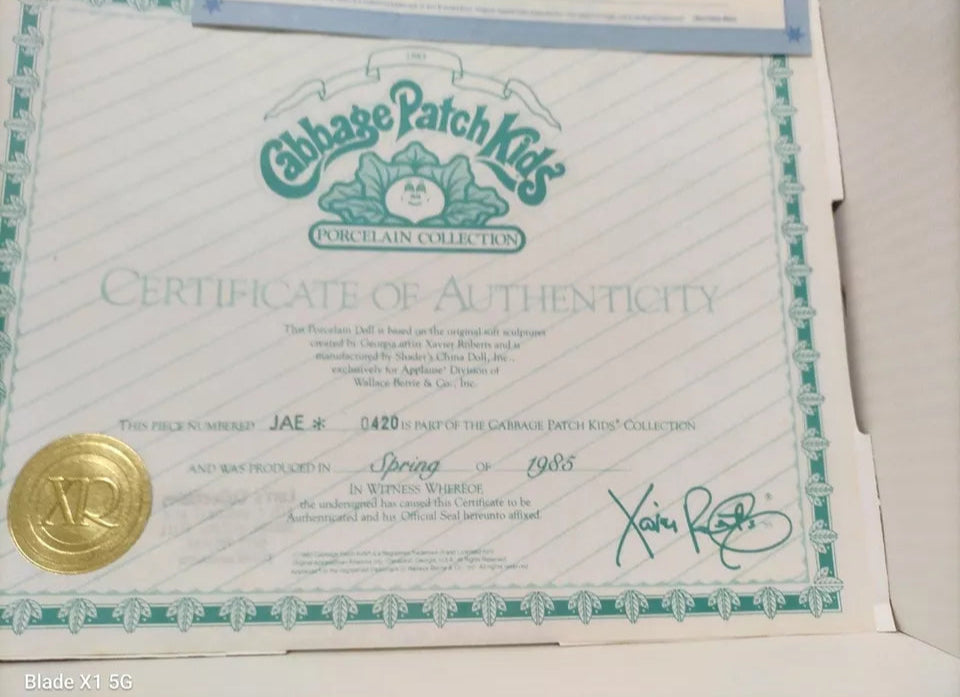 Cabbage Patch Kids
PORCELAIN COLLECTION
CERTIFICATE OF AUTHENTICITY
This Porcelain Doll is based on the original soft sculptures
created by Georgia artist Xavier Roberts and is
manufactured by Shader's China Doll, Inc.,
exclusively for Applause® Division of
Wallace Berrie & Co., Inc.
THIS PIECE NUMBERED JAE * 0420 IS PART OF THE CABBAGE PATCH KIDS® COLLECTION
AND WAS PRODUCED IN Spring OF 1985
IN WITNESS WHEREOF,
the undersigned has caused this Certificate to be
Authenticated and his Official Seal hereunto affixed.
XR
Xavier Roberts
Blade X1 5G